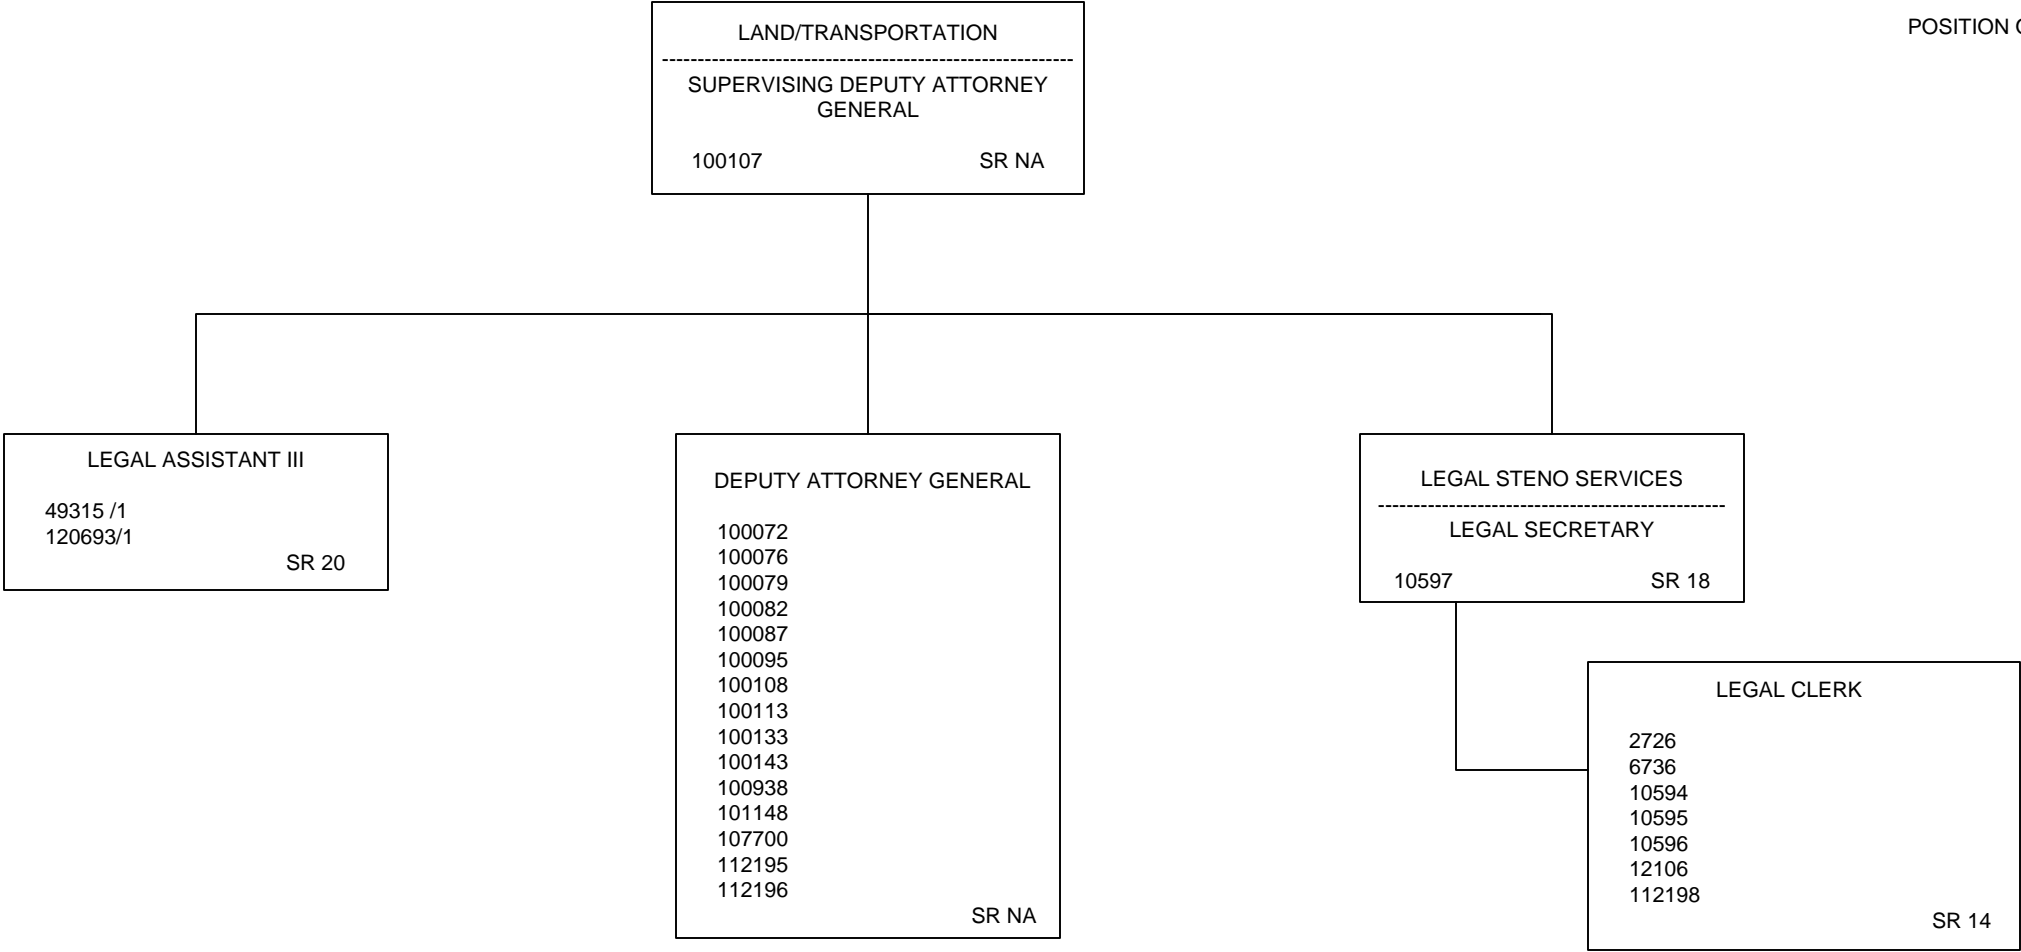 POSITION
LAND/TRANSPORTATION
SUPERVISING DEPUTY ATTORNEY
GENERAL
100107 SR NA
LEGAL ASSISTANT III
49315 /1
120693/1
SR 20
DEPUTY ATTORNEY GENERAL
100072
100076
100079
100082
100087
100095
100108
100113
100133
100143
100938
101148
107700
112195
112196
SR NA
LEGAL STENO SERVICES
LEGAL SECRETARY
10597 SR 18
LEGAL CLERK
2726
6736
10594
10595
10596
12106
112198
SR 14